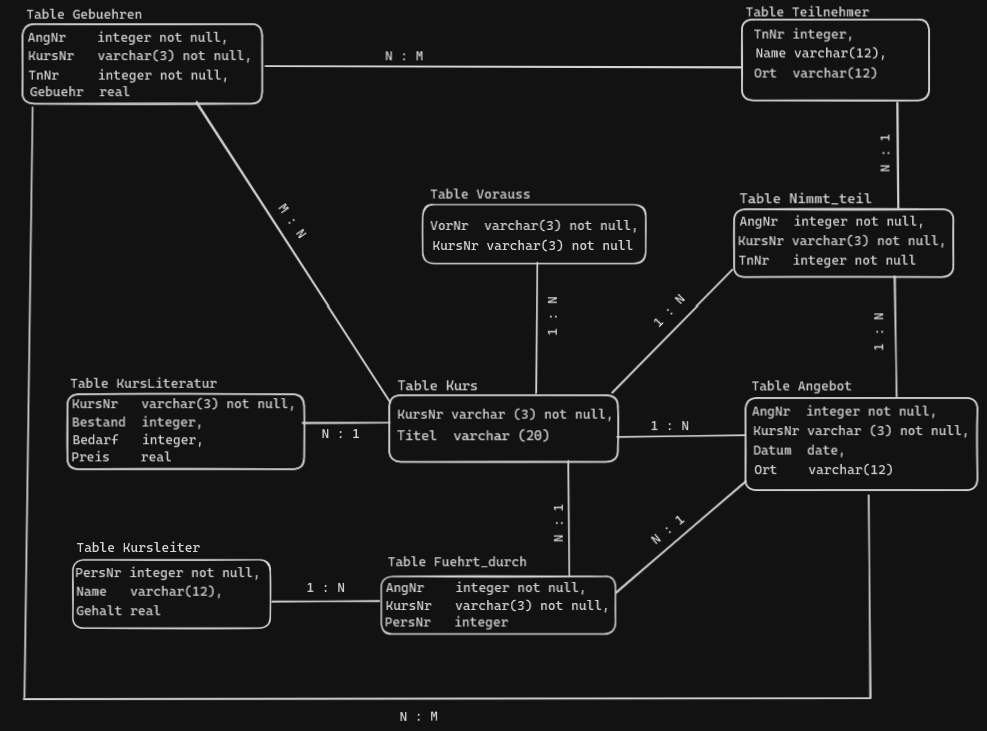 Table Gebuehren
AngNr integer not null,
KursNr varchar(3) not null,
TnNr integer not null,
Gebuehr real
N : M
Table Teilnehmer
TnNr integer,
Name varchar(12),
Ort varchar(12)
N : 1
M : N
Table Vorauss
VorNr varchar(3) not null,
KursNr varchar(3) not null
Table Nimmt_teil
AngNr integer not null,
KursNr varchar(3) not null,
TnNr integer not null
1 : N
1 : N
1 : N
Table KursLiteratur
KursNr varchar(3) not null,
Bestand integer,
Bedarf integer,
Preis real
N : 1
Table Kurs
KursNr varchar (3) not null,
Titel varchar (20)
1 : N
Table Angebot
AngNr integer not null,
KursNr varchar (3) not null,
Datum date,
Ort varchar(12)
N : 1
N : 1
Table Kursleiter
PersNr integer not null,
Name varchar(12),
Gehalt real
1 : N
Table Fuehrt_durch
AngNr integer not null,
KursNr varchar(3) not null,
PersNr integer
N : M